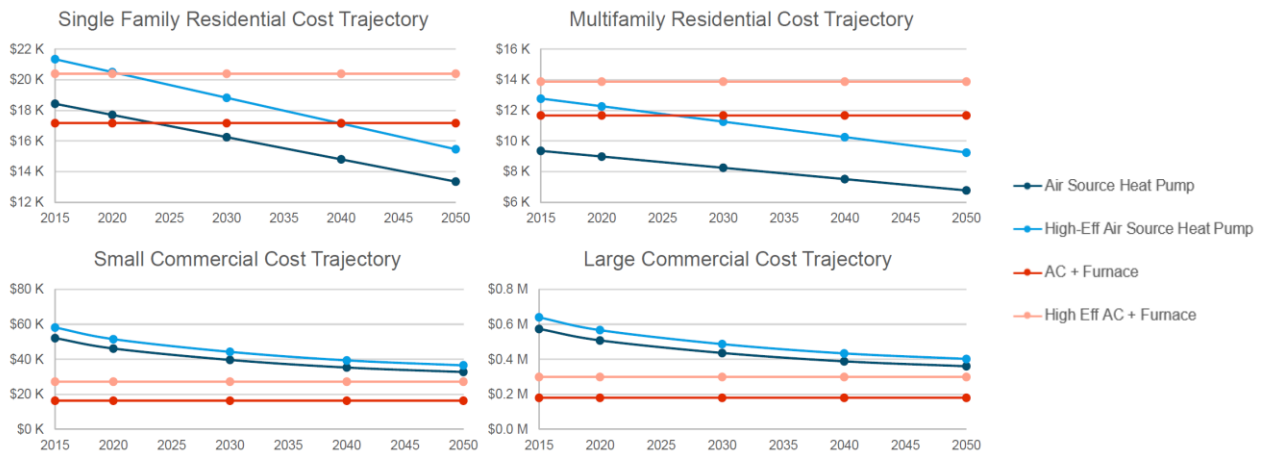 Single Family Residential Cost Trajectory
$22 K
$20 K
$18 K
$16 K
$14 K
$12 K
2015 2020 2025 2030 2035 2040 2045 2050
Multifamily Residential Cost Trajectory
$16 K
$14 K
$12 K
$10 K
$8 K
$6 K
2015 2020 2025 2030 2035 2040 2045 2050
Small Commercial Cost Trajectory
$80 K
$60 K
$40 K
$20 K
$0 K
2015 2020 2025 2030 2035 2040 2045 2050
Large Commercial Cost Trajectory
$0.8 M
$0.6 M
$0.4 M
$0.2 M
$0.0 M
2015 2020 2025 2030 2035 2040 2045 2050
Air Source Heat Pump
High-Eff Air Source Heat Pump
AC + Furnace
High Eff AC + Furnace